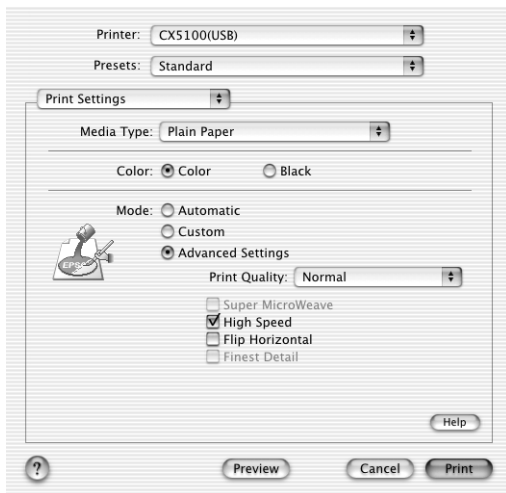 Printer: CX5100(USB)
Presets: Standard
Print Settings
Media Type: Plain Paper
Color: Color Black
Mode: Automatic
Custom
Advanced Settings
EPSO
Print Quality: Normal
Super MicroWeave
High Speed
Flip Horizontal
Finest Detail
Help
? Preview Cancel Print